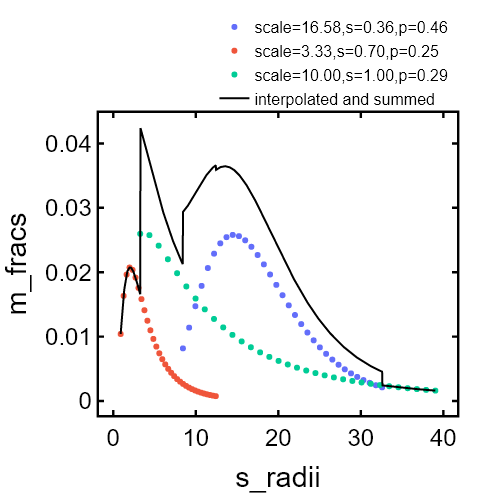 scale=16.58,s=0.36,p=0.46
scale=3.33,s=0.70,p=0.25
scale=10.00,s=1.00,p=0.29
interpolated and summed
0.04
0.03
0.02
0.01
0
m_fracs
0 10 20 30 40
s_radii